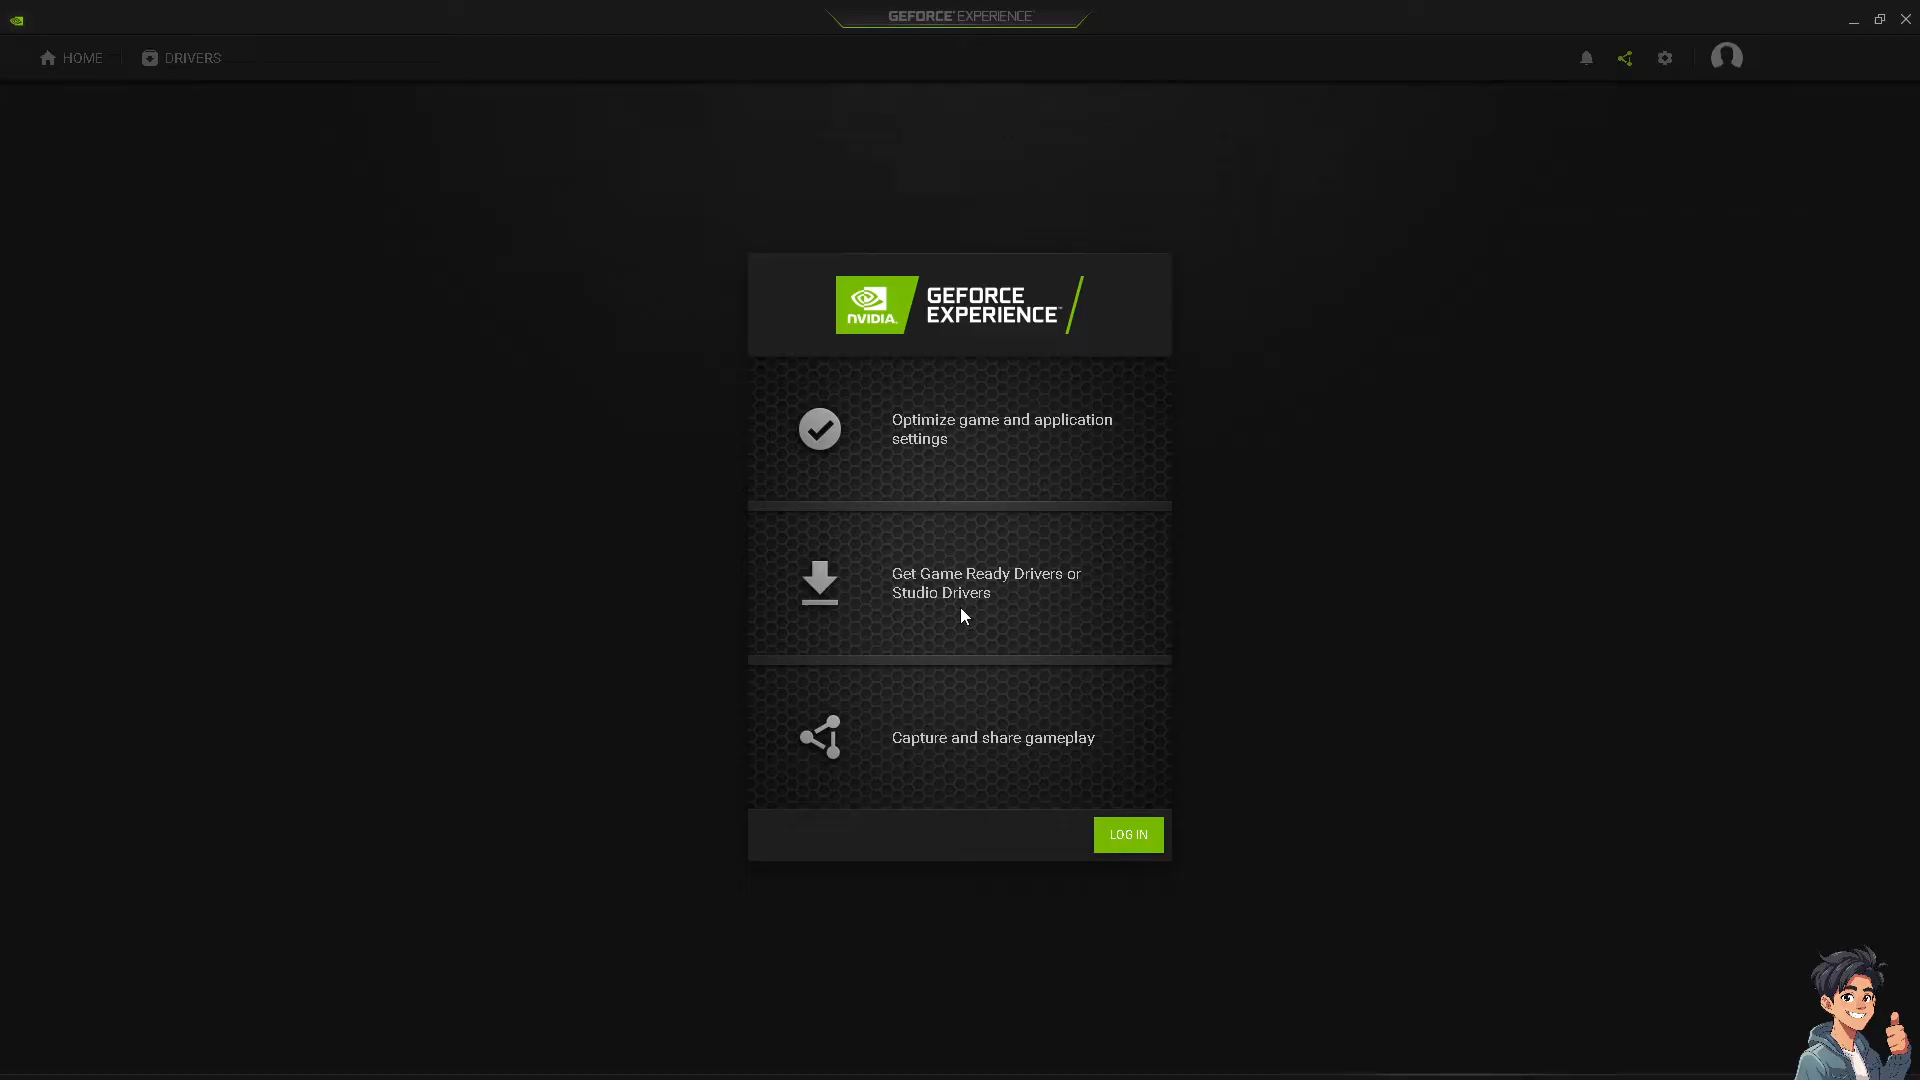 GEFORCE EXPERIENCE
HOME
DRIVERS
NVIDIA.
GEFORCE
EXPERIENCE™
Optimize game and application
settings
Get Game Ready Drivers or
Studio Drivers
Capture and share gameplay
LOG IN